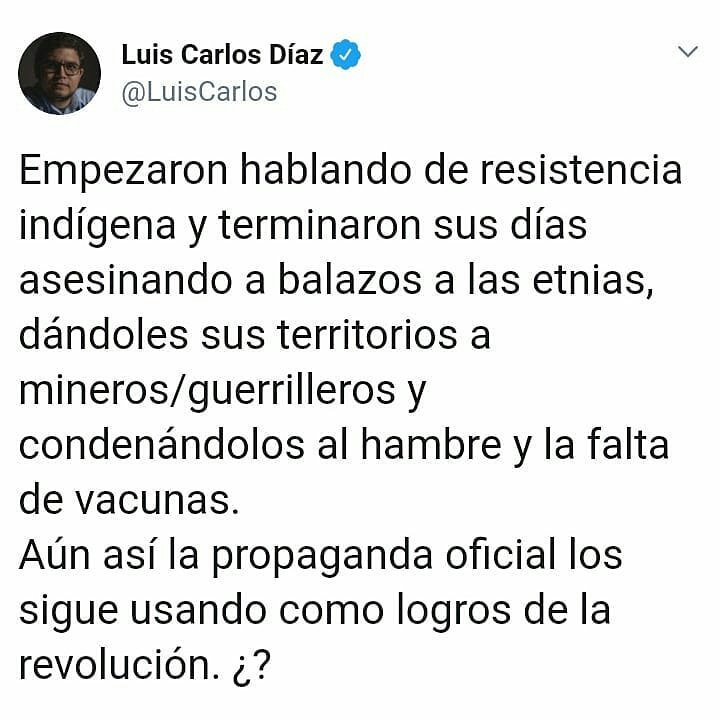 Luis Carlos Díaz
@LuisCarlos
Empezaron hablando de resistencia
indígena y terminaron sus días
asesinando a balazos a las etnias,
dándoles sus territorios a
mineros/guerrilleros y
condenándolos al hambre y la falta
de vacunas.
Aún así la propaganda oficial los
sigue usando como logros de la
revolución. ¿?